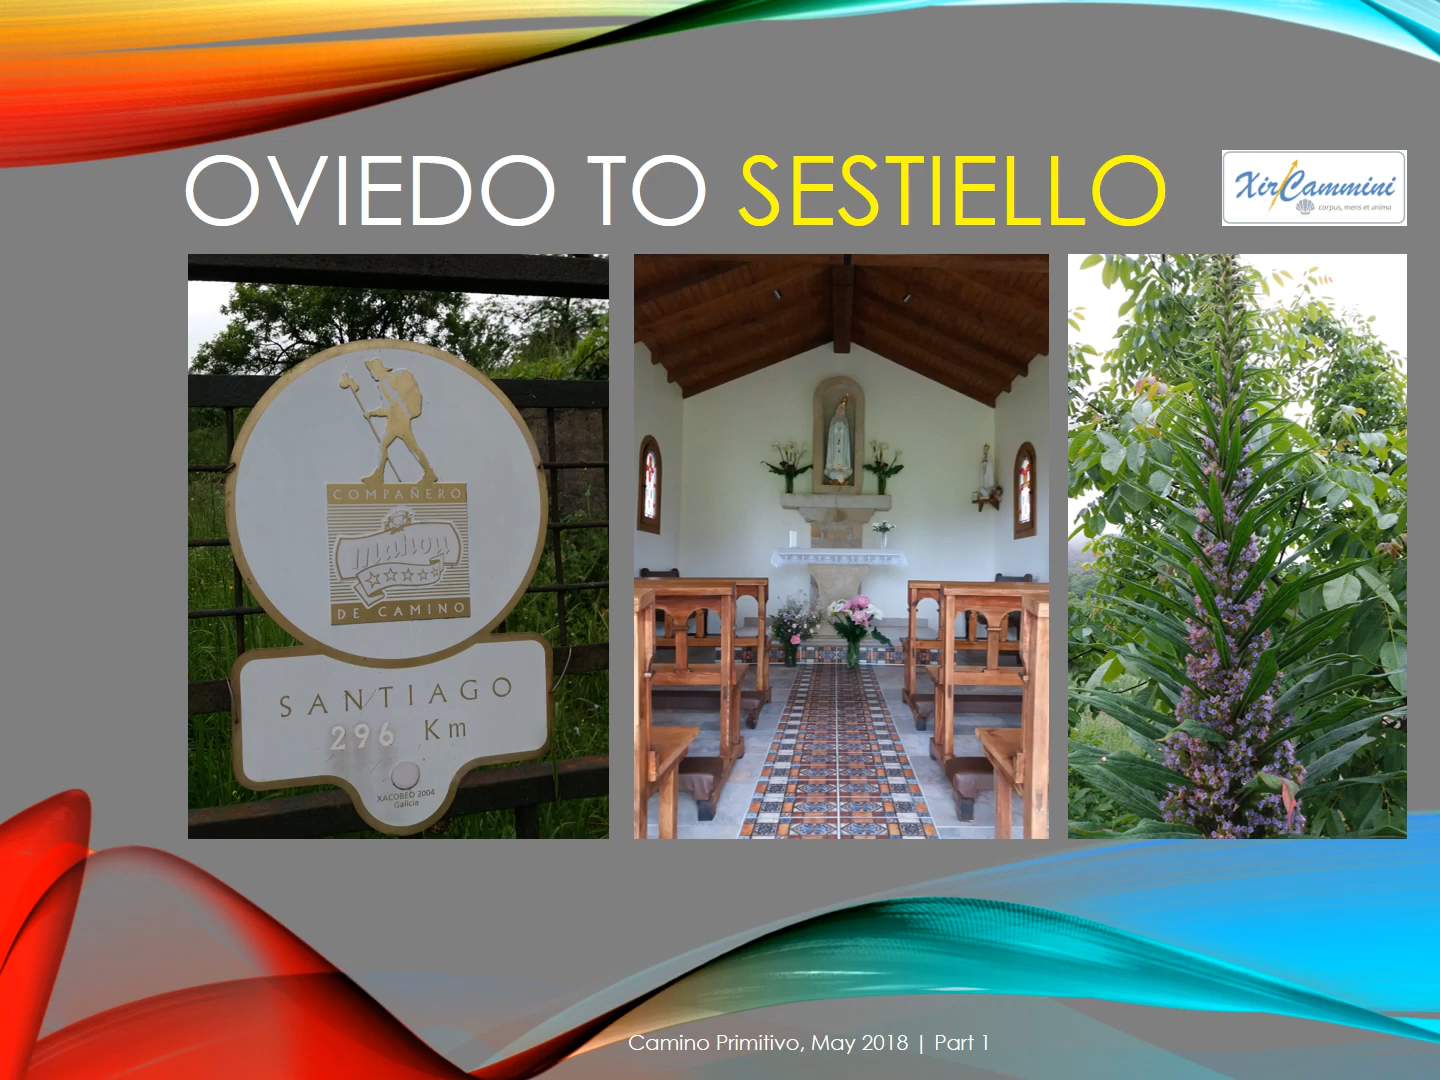 OVIEDO TO SESTIELLO
XirCammini
corpus, mens et anima
COMPAÑERO
mahou
DE CAMINO
SANTIAGO
296 Km
XACOBEO 2004
Galicia
Camino Primitivo, May 2018 | Part 1